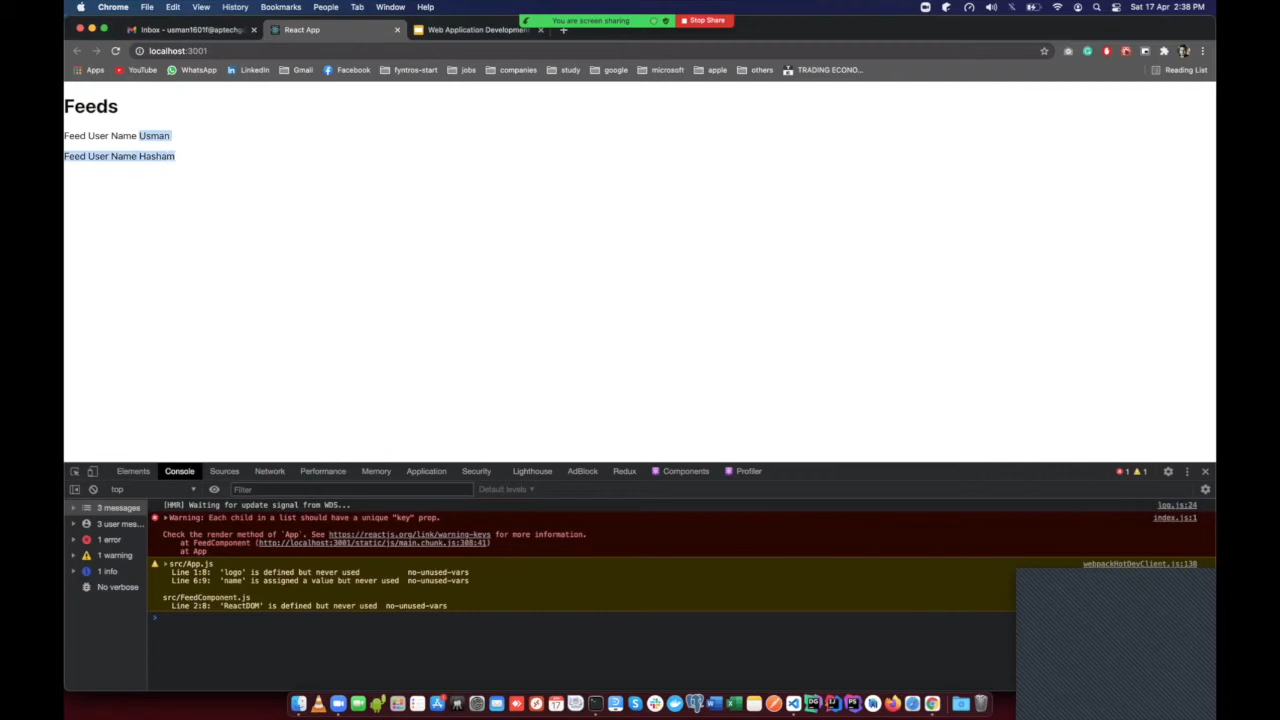 Chrome File Edit View History Bookmarks People Tab Window Help
Sat 17 Apr 2:38 PM
You are screen sharing Stop Share
Inbox - usman1601f@aptechg
React App
Web Application Development
localhost:3001
Apps YouTube WhatsApp LinkedIn Gmail Facebook fyntros-start jobs companies study google microsoft apple others TRADING ECONO... Reading List
Feeds
Feed User Name Usman
Feed User Name Hasham
Elements Console Sources Network Performance Memory Application Security Lighthouse AdBlock Redux Components Profiler 1 1
top Filter Default levels
3 messages
3 user mes...
1 error
1 warning
1 info
No verbose
[HMR] Waiting for update signal from WDS... log.js:24
Warning: Each child in a list should have a unique "key" prop. index.js:1
Check the render method of `App`. See https://reactjs.org/link/warning-keys for more information.
at FeedComponent (http://localhost:3001/static/js/main.chunk.js:308:41)
at App
src/App.js webpackHotDevClient.js:138
Line 1:8: 'logo' is defined but never used no-unused-vars
Line 6:9: 'name' is assigned a value but never used no-unused-vars
src/FeedComponent.js
Line 2:8: 'ReactDOM' is defined but never used no-unused-vars